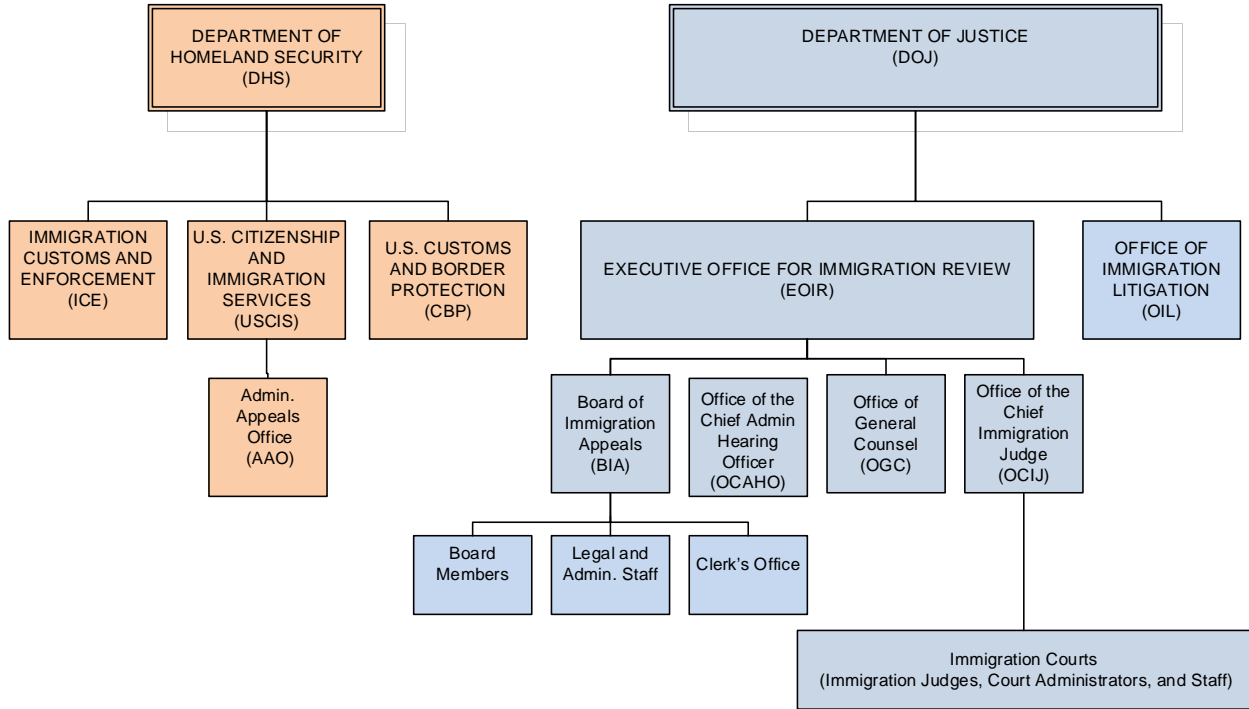 DEPARTMENT OF
HOMELAND SECURITY
(DHS)
DEPARTMENT OF JUSTICE
(DOJ)
IMMIGRATION
CUSTOMS AND
ENFORCEMENT
(ICE)
U.S. CITIZENSHIP
AND
IMMIGRATION
SERVICES
(USCIS)
U.S. CUSTOMS
AND BORDER
PROTECTION
(CBP)
EXECUTIVE OFFICE FOR IMMIGRATION REVIEW
(EOIR)
OFFICE OF
IMMIGRATION
LITIGATION
(OIL)
Admin.
Appeals
Office
(AAO)
Board of
Immigration
Appeals
(BIA)
Office of the
Chief Admin
Hearing
Officer
(OCAHO)
Office of
General
Counsel
(OGC)
Office of the
Chief
Immigration
Judge
(OCIJ)
Board
Members
Legal and
Admin. Staff
Clerk's Office
Immigration Courts
(Immigration Judges, Court Administrators, and Staff)